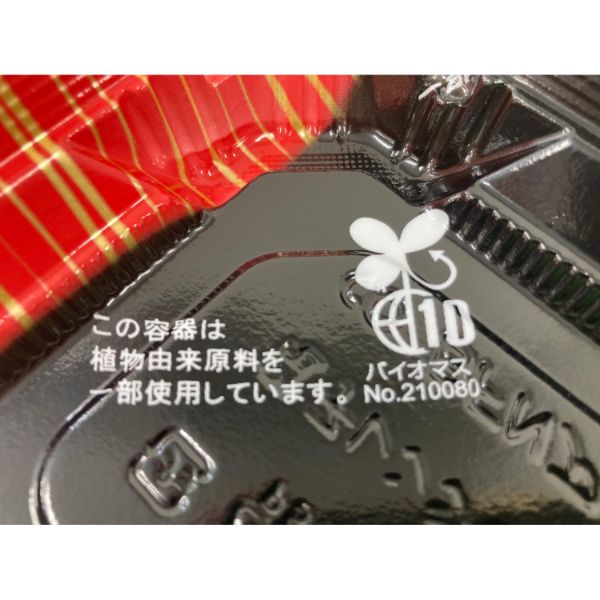 この容器は
植物由来原料を
一部使用しています。
10
バイオマス
No.210080